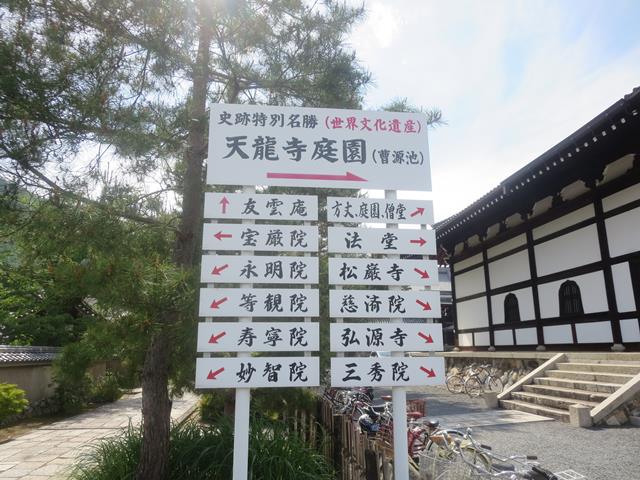 史跡特別名勝(世界文化遺産)
天龍寺庭園(曹源池)
友雲庵
宝厳院
永明院
等観院
寿寧院
妙智院
方丈、庭園、僧堂
法堂
松巌寺
慈済院
弘源寺
三秀院